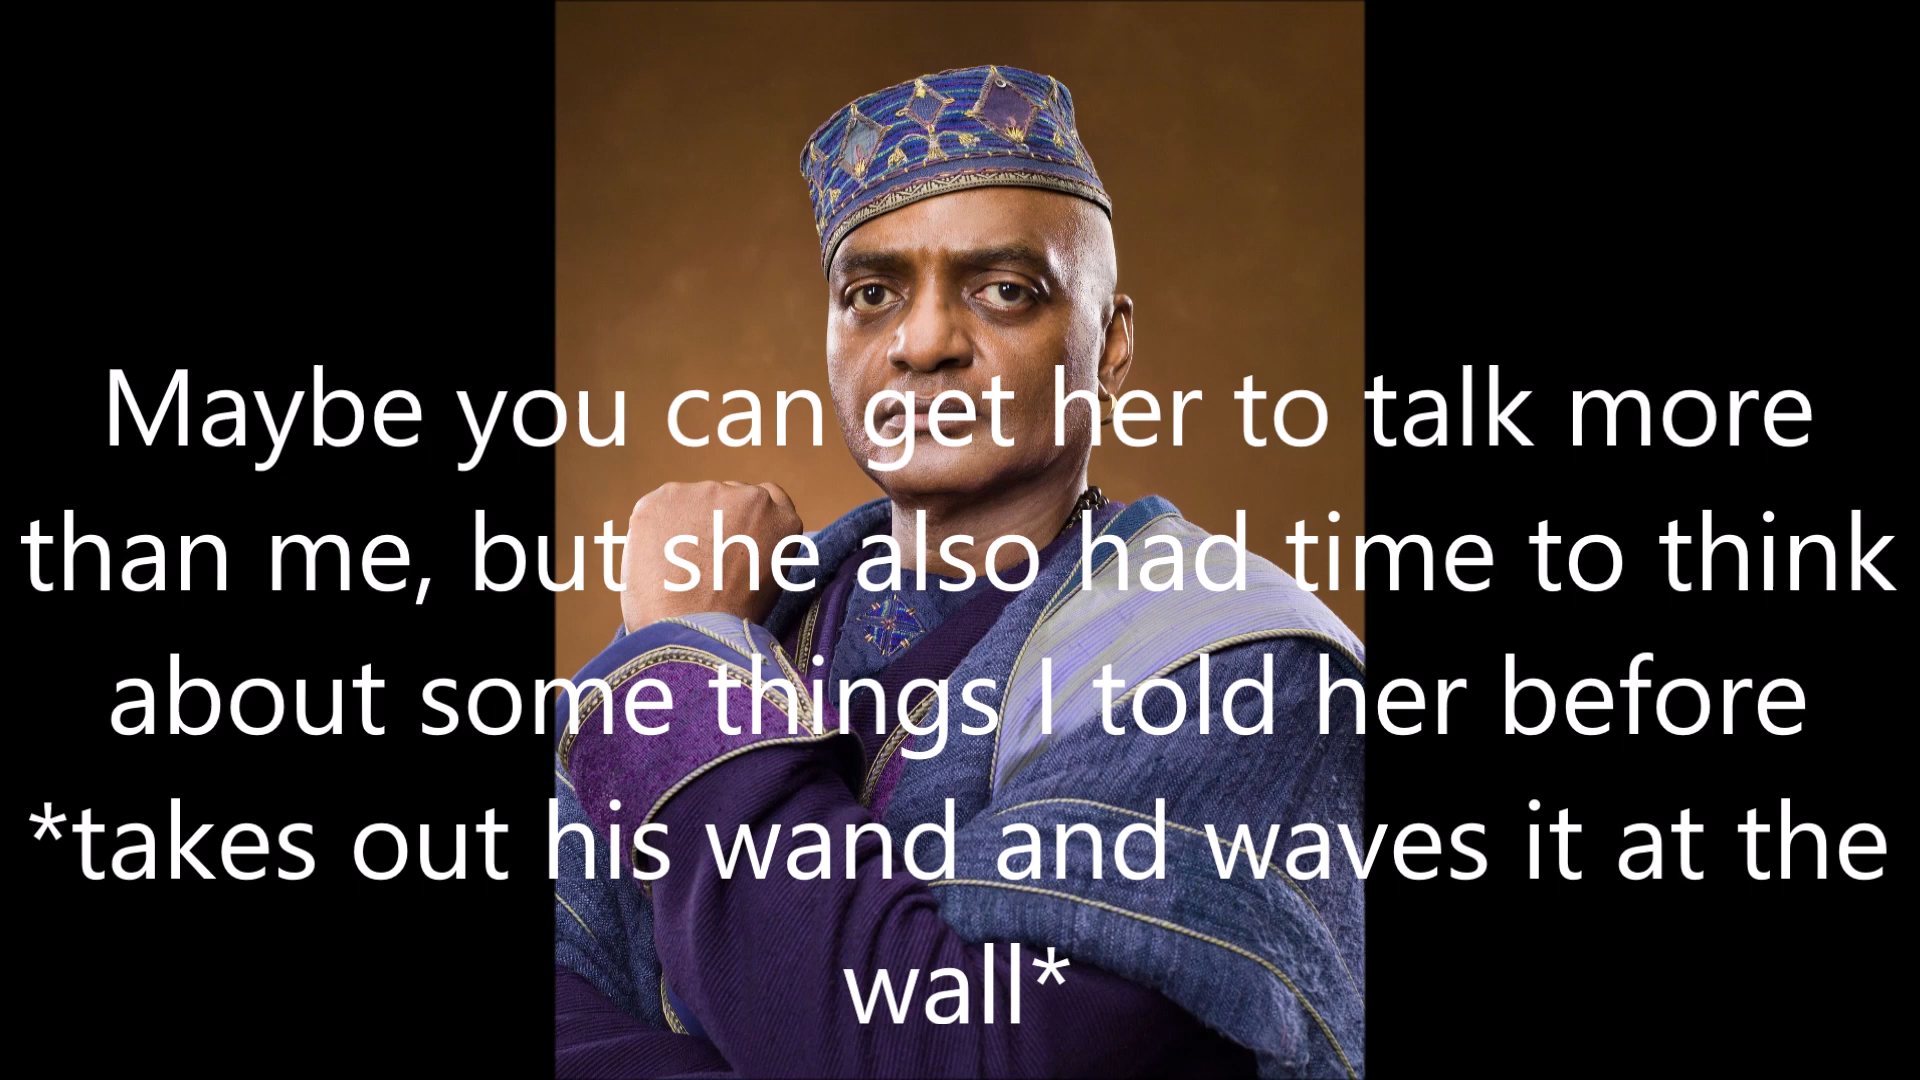 Maybe you can get her to talk more
than me, but she also had time to think
about some things I told her before
*takes out his wand and waves it at the
wall*